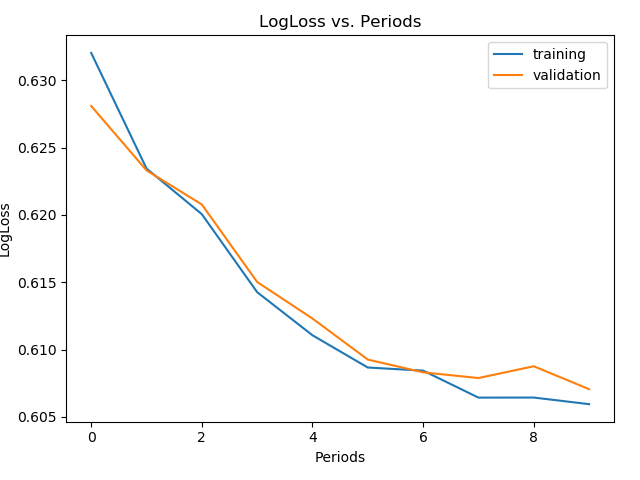 LogLoss vs. Periods
training
validation
0.630
0.625
0.620
0.615
0.610
0.605
LogLoss
0 2 4 6 8
Periods